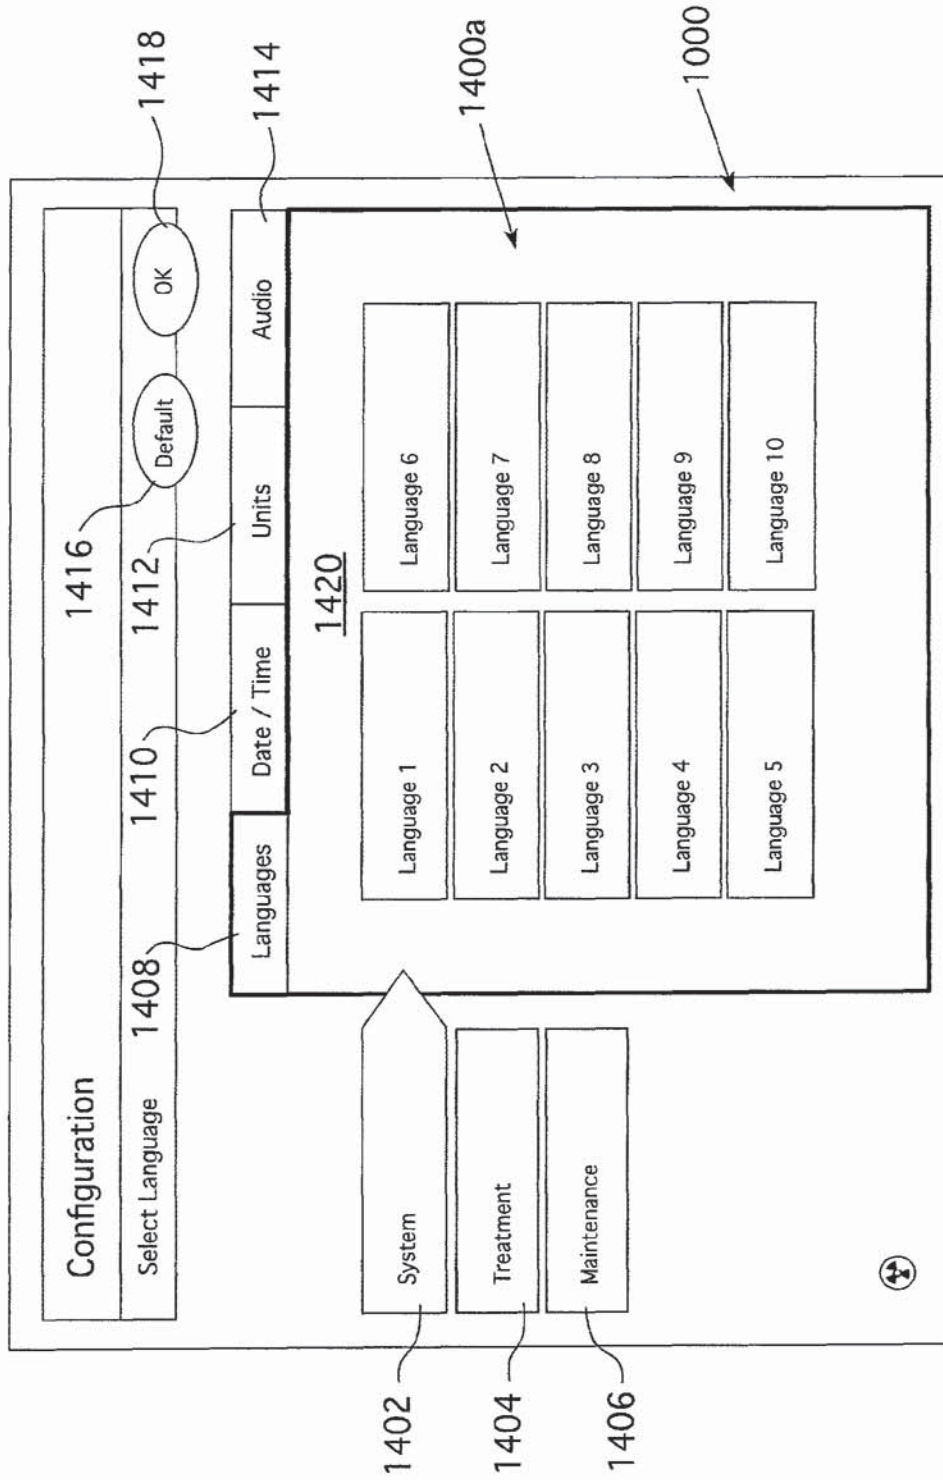 Configuration
Select Language
Default
OK
1416
1418
1408
1410
1412
1414
Languages
Date / Time
Units
Audio
1420
1400a
1000
1402
System
1404
Treatment
1406
Maintenance
Language 1
Language 6
Language 2
Language 7
Language 3
Language 8
Language 4
Language 9
Language 5
Language 10